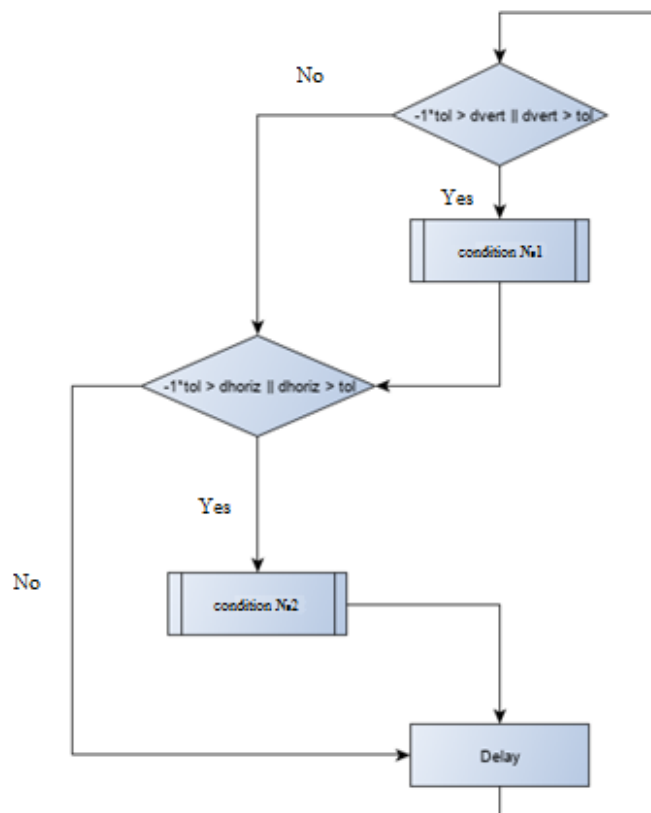 No
-1*tol > dvert || dvert > tol
Yes
condition №1
-1*tol > dhoriz || dhoriz > tol
Yes
No
condition №2
Delay